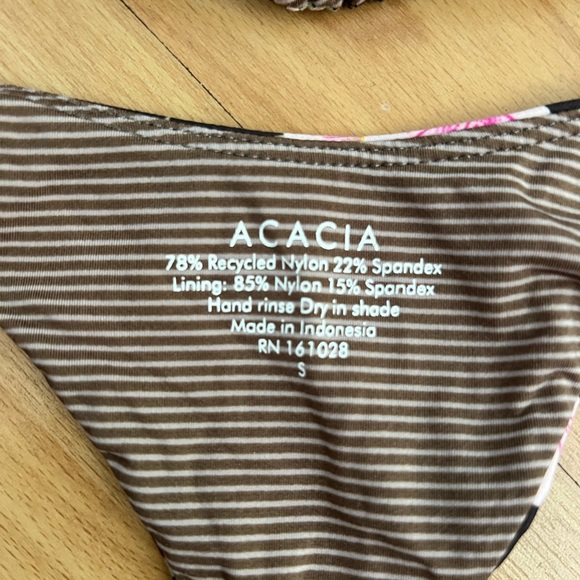 ACACIA
78% Recycled Nylon 22% Spandex
Lining: 85% Nylon 15% Spandex
Hand rinse Dry in shade
Made in Indonesia
RN 161028
S